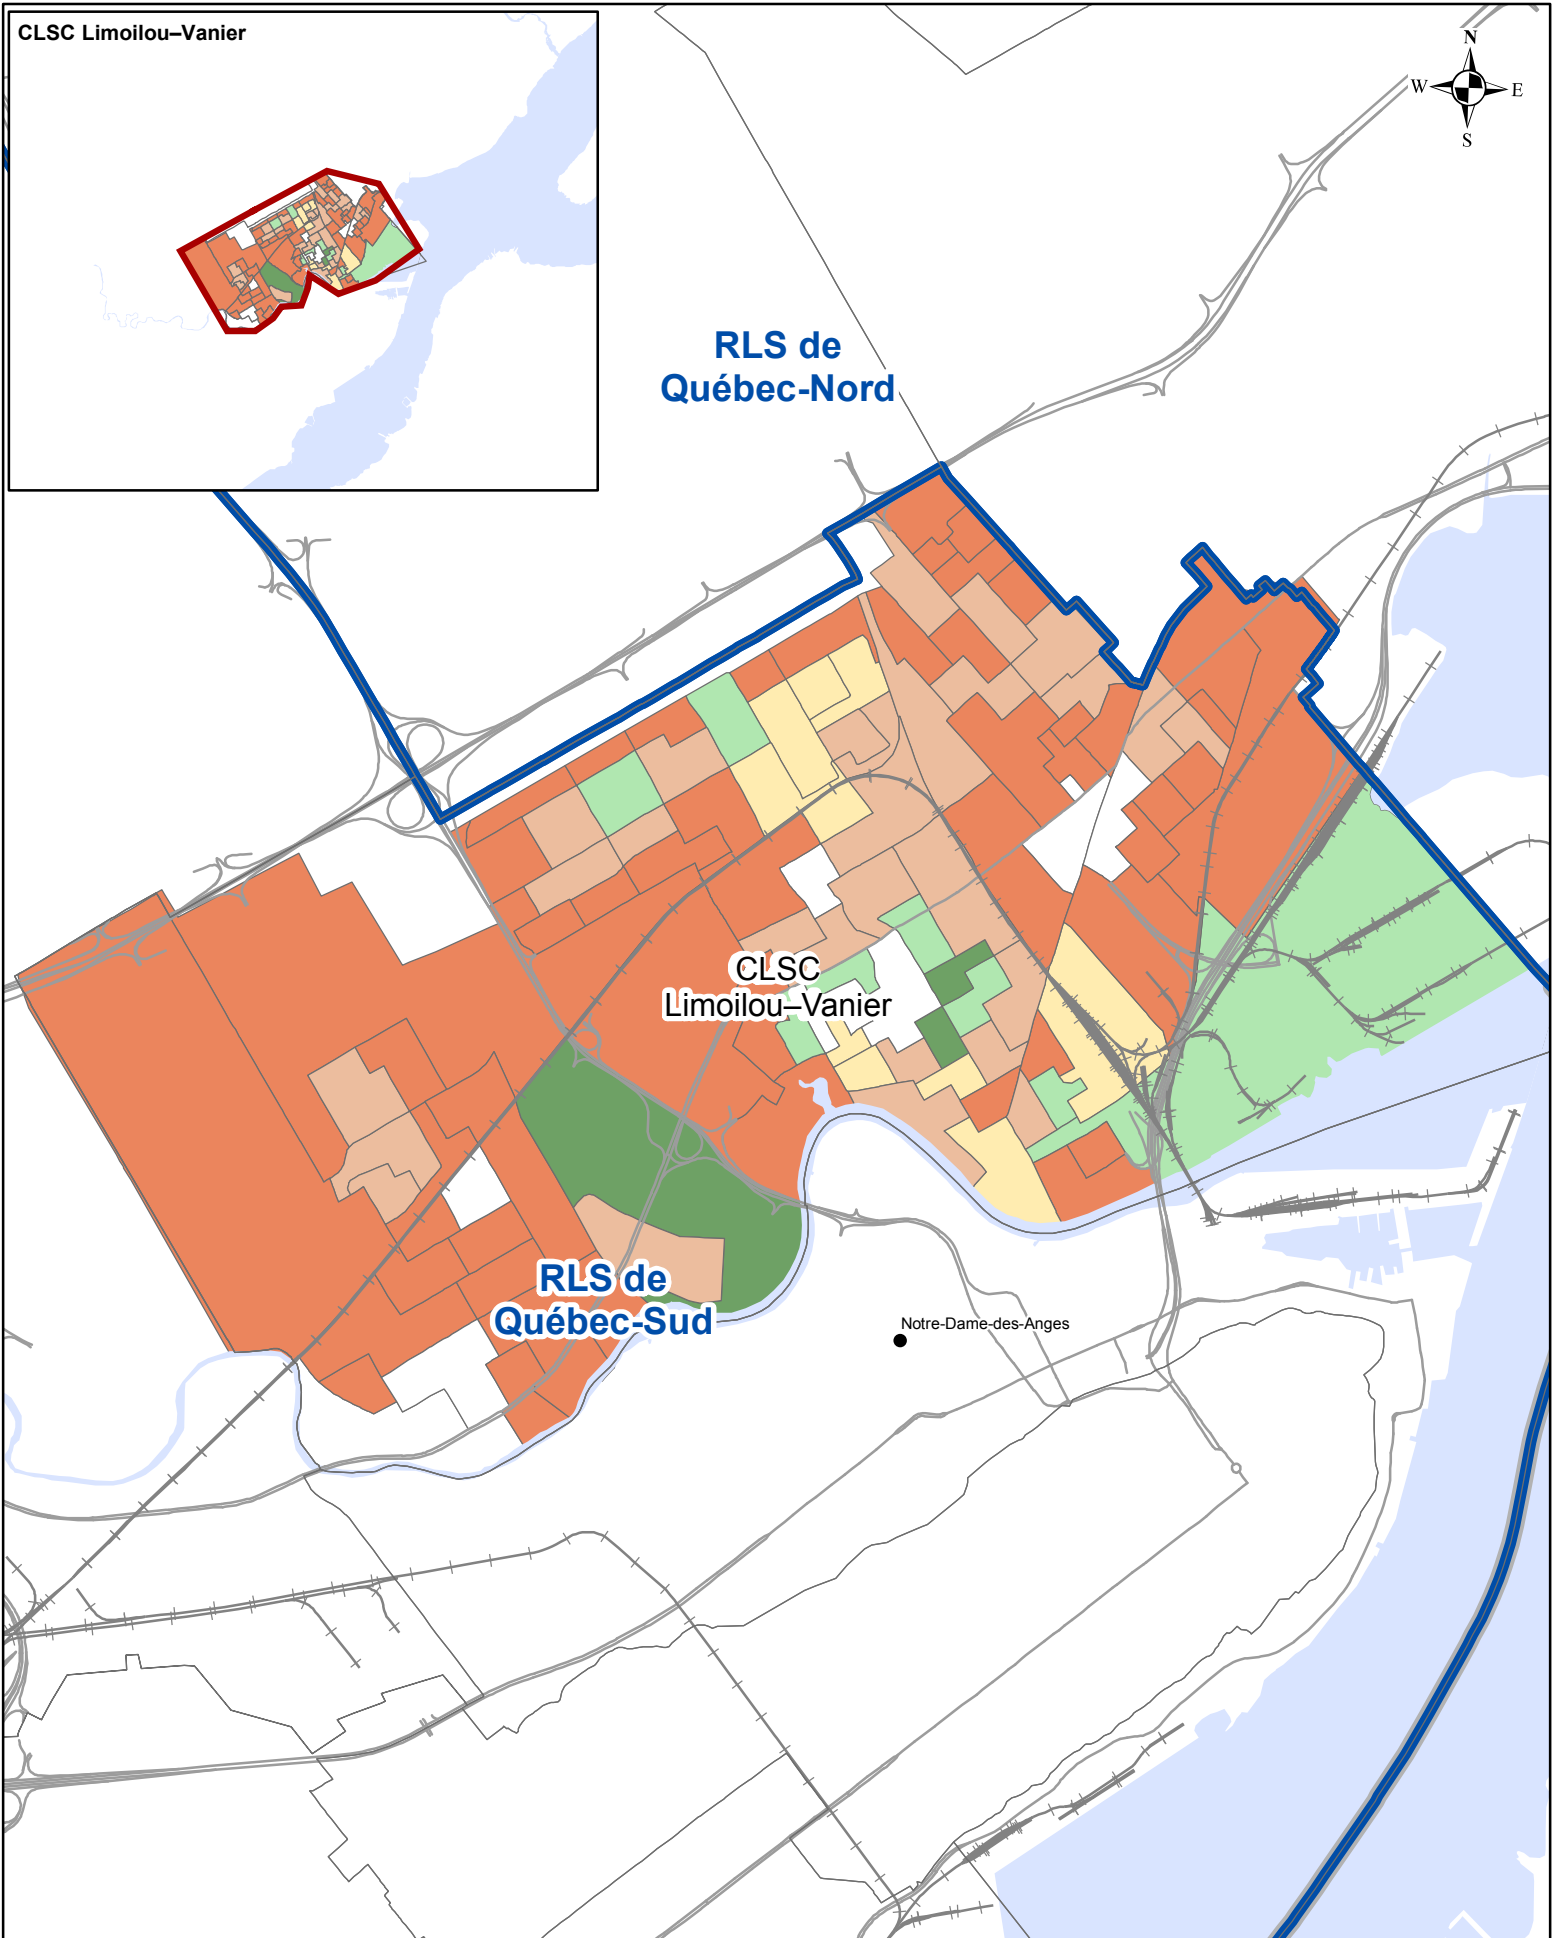 CLSC Limoilou–Vanier
N
W
E
S
RLS de
Québec-Nord
CLSC
Limoilou–Vanier
RLS de
Québec-Sud
Notre-Dame-des-Anges